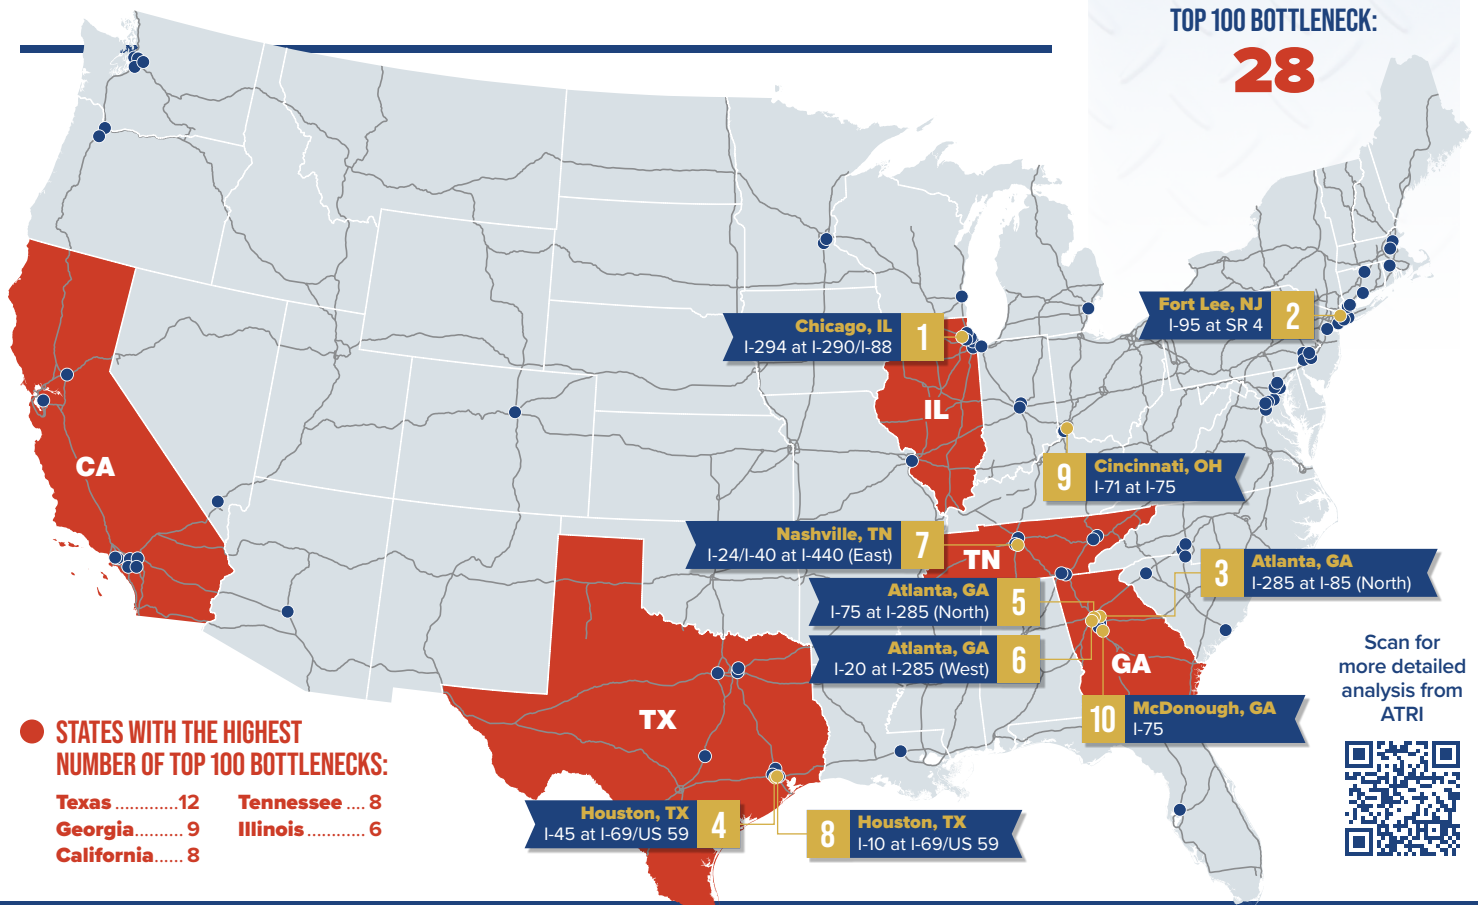 TOP 100 BOTTLENECK:
28
Chicago, IL
I-294 at I-290/I-88
1
Fort Lee, NJ
I-95 at SR 4
2
IL
CA
9
Cincinnati, OH
I-71 at I-75
Nashville, TN
I-24/I-40 at I-440 (East)
7
TN
3
Atlanta, GA
I-285 at I-85 (North)
Atlanta, GA
I-75 at I-285 (North)
5
Atlanta, GA
I-20 at I-285 (West)
6
GA
TX
10
McDonough, GA
I-75
Scan for
more detailed
analysis from
ATRI
STATES WITH THE HIGHEST
NUMBER OF TOP 100 BOTTLENECKS:
Texas .............12
Georgia.......... 9
California...... 8
Tennessee .... 8
Illinois ............ 6
Houston, TX
I-45 at I-69/US 59
4
8
Houston, TX
I-10 at I-69/US 59